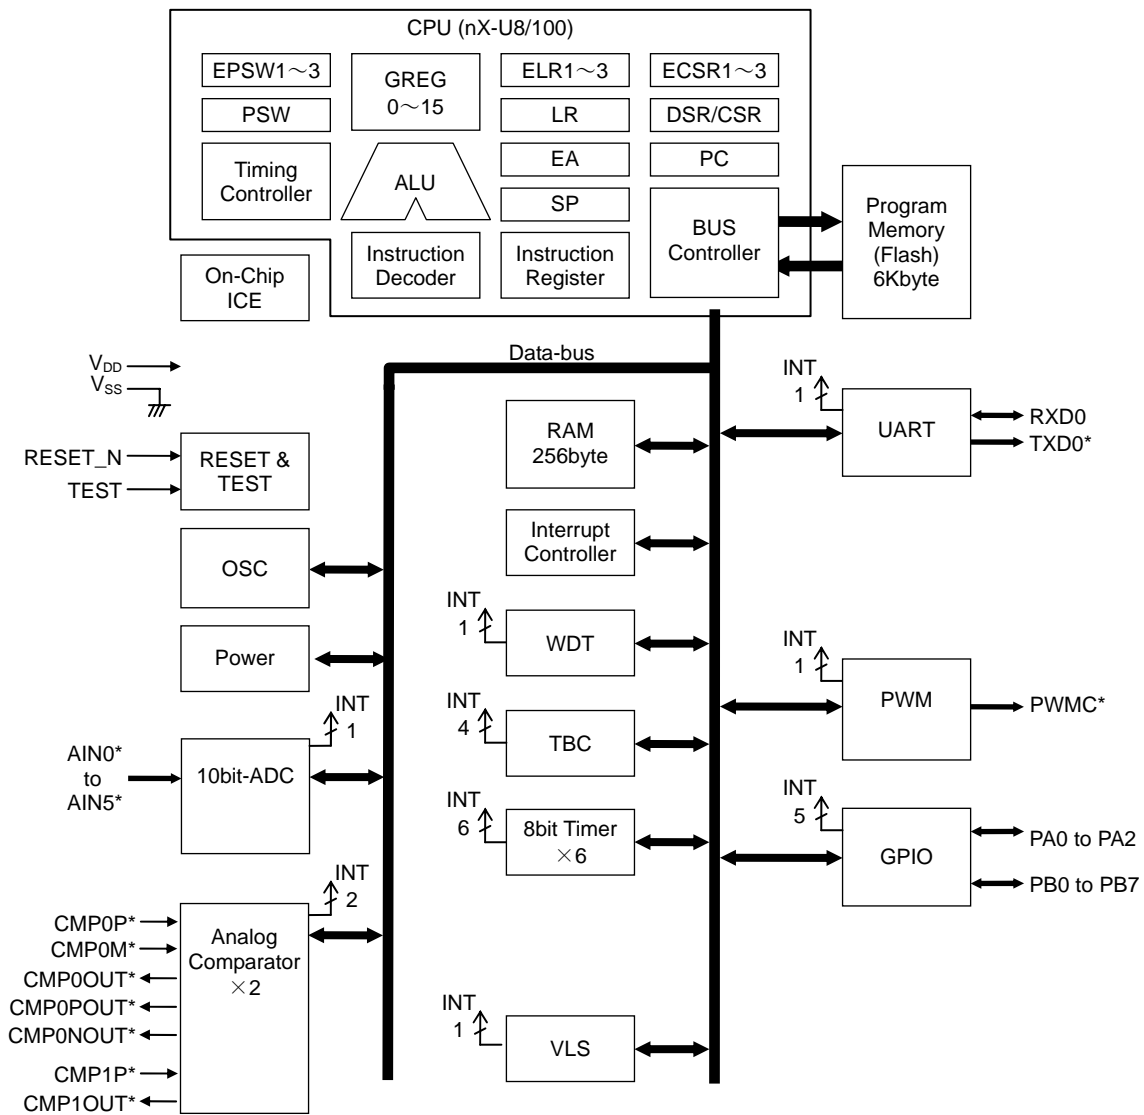 CPU (nX-U8/100)
EPSW1～3
GREG
0～15
ELR1～3
ECSR1～3
PSW
LR
DSR/CSR
Timing
Controller
ALU
EA
PC
SP
BUS
Controller
Program
Memory
(Flash)
6Kbyte
Instruction
Decoder
Instruction
Register
On-Chip
ICE
Data-bus
VDD
VSS
RESET_N
TEST
RESET &
TEST
OSC
Power
INT
1
AIN0*
to
AIN5*
10bit-ADC
INT
2
CMP0P*
CMP0M*
CMP0OUT*
CMP0POUT*
CMP0NOUT*
CMP1P*
CMP1OUT*
Analog
Comparator
×2
RAM
256byte
Interrupt
Controller
INT
1
WDT
INT
4
TBC
INT
6
8bit Timer
×6
INT
1
VLS
INT
1
UART
RXD0
TXD0*
INT
1
PWM
PWMC*
INT
5
GPIO
PA0 to PA2
PB0 to PB7